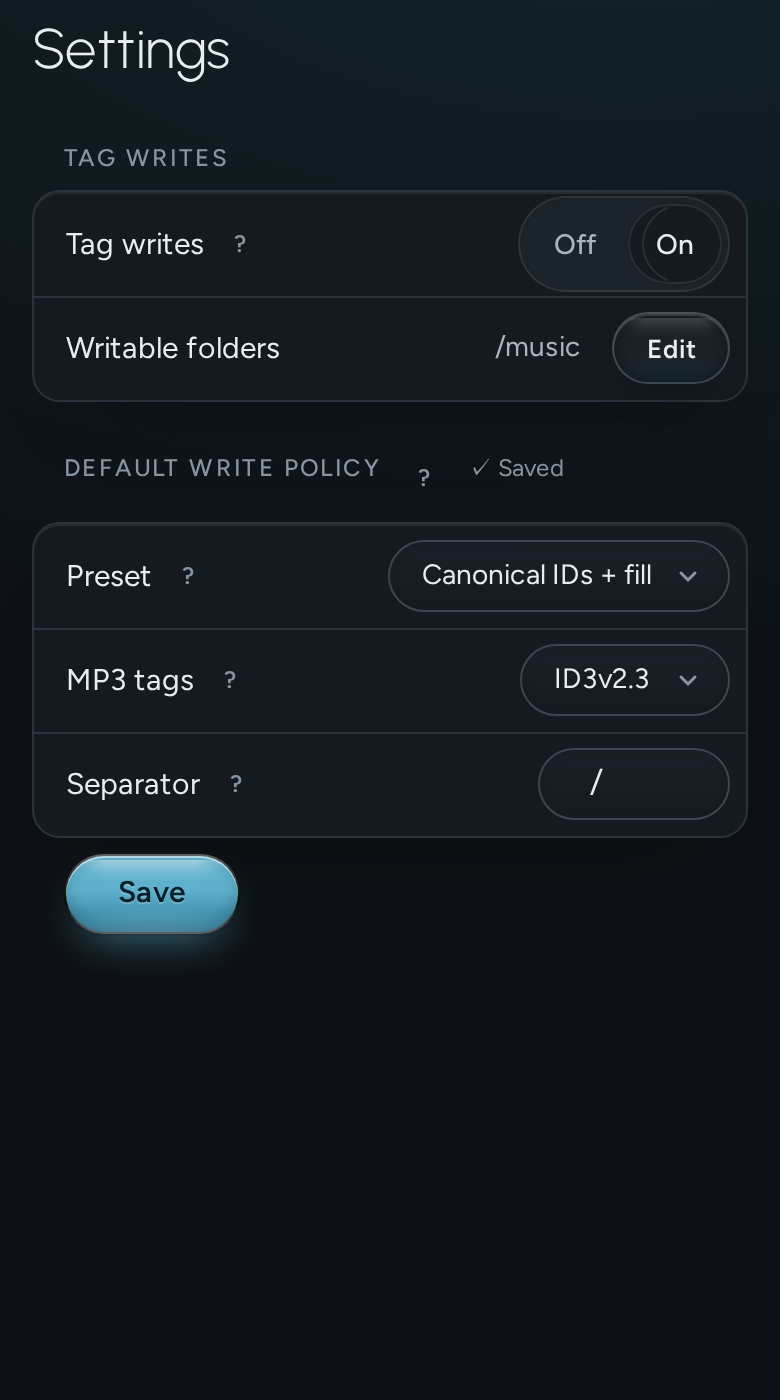 Settings
TAG WRITES
Tag writes ? Off On
Writable folders /music Edit
DEFAULT WRITE POLICY ? ✓ Saved
Preset ? Canonical IDs + fill
MP3 tags ? ID3v2.3
Separator ? /
Save